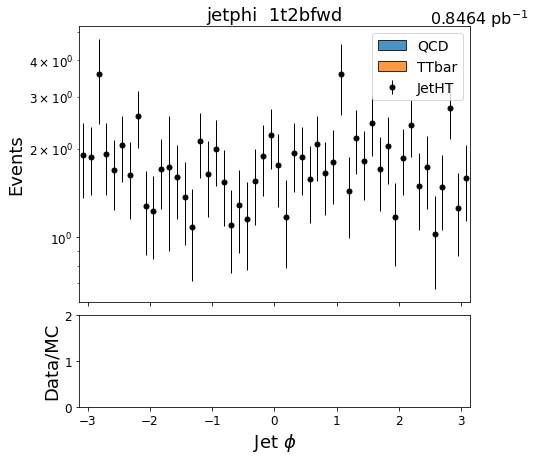 jetphi 1t2bfwd
0.8464 pb⁻¹
QCD
TTbar
JetHT
Events
4 × 10⁰
3 × 10⁰
2 × 10⁰
10⁰
Data/MC
2
1
0
−3 −2 −1 0 1 2 3
Jet ϕ